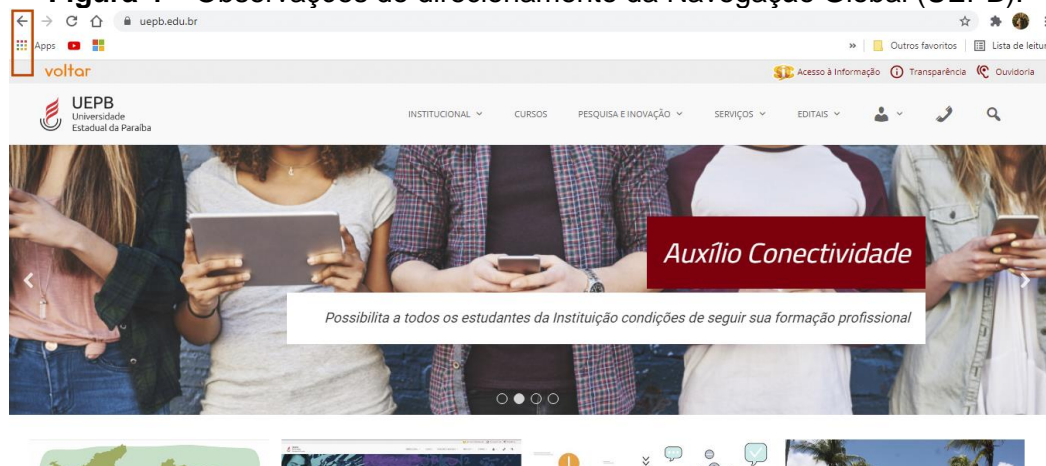 Figura 4 – Observações do direcionamento da Navegação Global (UEPB).
uepb.edu.br
Apps
»
Outros favoritos
Lista de leitur
voltar
Acesso à Informação
Transparência
Ouvidoria
UEPB
Universidade
Estadual da Paraíba
INSTITUCIONAL
CURSOS
PESQUISA E INOVAÇÃO
SERVIÇOS
EDITAIS
Auxílio Conectividade
Possibilita a todos os estudantes da Instituição condições de seguir sua formação profissional